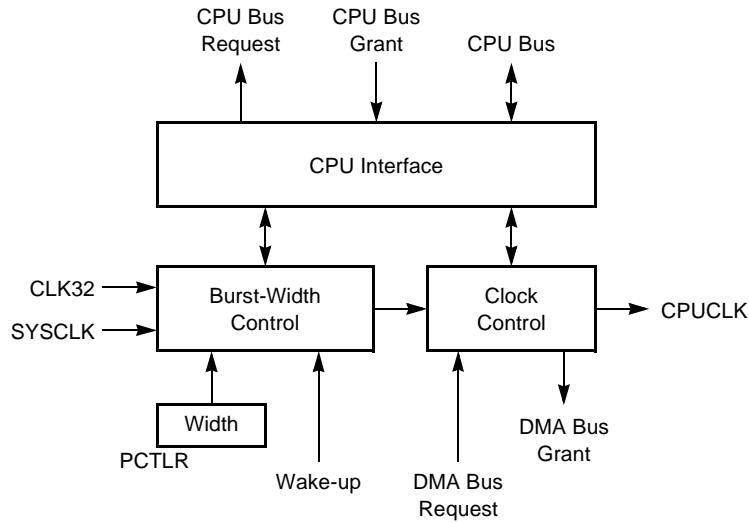 CPU Bus
Request
CPU Bus
Grant
CPU Bus
CPU Interface
CLK32
SYSCLK
Burst-Width
Control
Clock
Control
CPUCLK
Width
PCTLR
Wake-up
DMA Bus
Request
DMA Bus
Grant